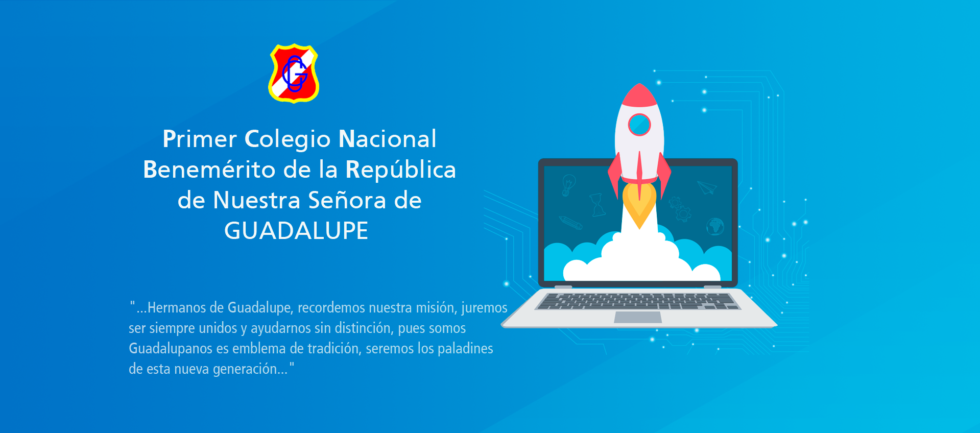 Primer Colegio Nacional
Benemérito de la República
de Nuestra Señora de
GUADALUPE
"...Hermanos de Guadalupe, recordemos nuestra misión, juremos
ser siempre unidos y ayudarnos sin distinción, pues somos
Guadalupanos es emblema de tradición, seremos los paladines
de esta nueva generación..."